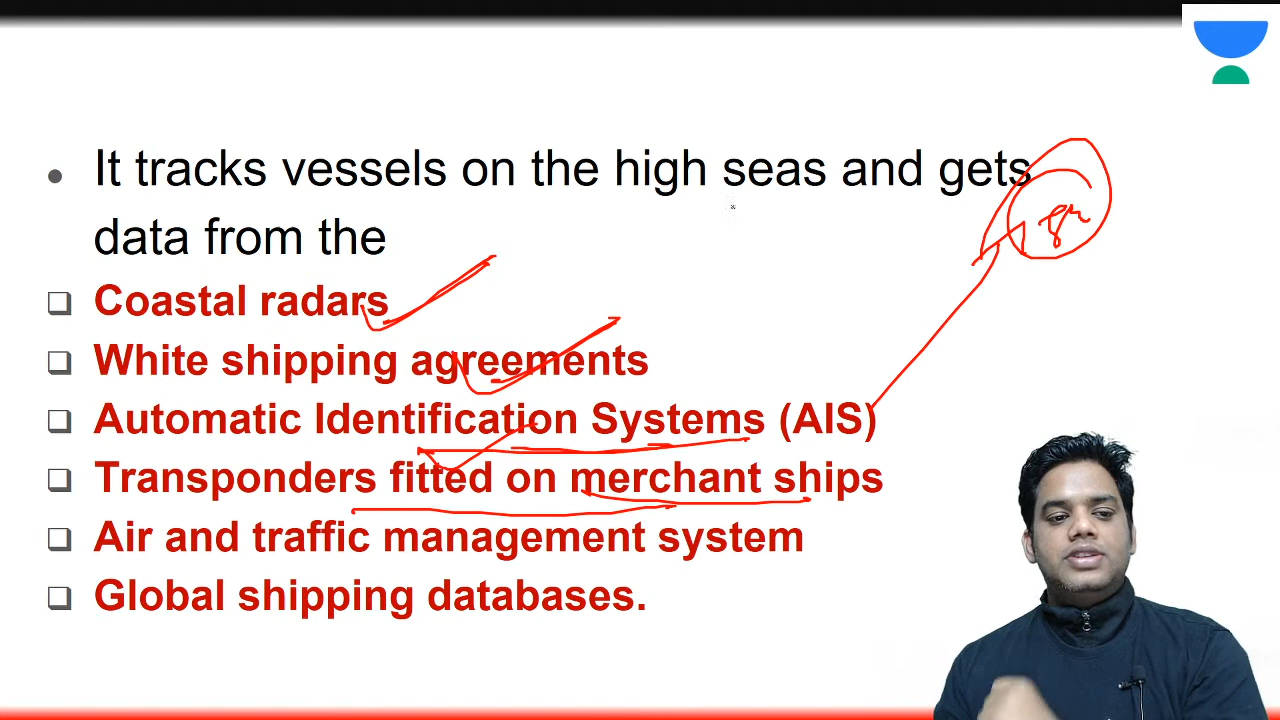 It tracks vessels on the high seas and gets
data from the
Coastal radars
White shipping agreements
Automatic Identification Systems (AIS)
Transponders fitted on merchant ships
Air and traffic management system
Global shipping databases.